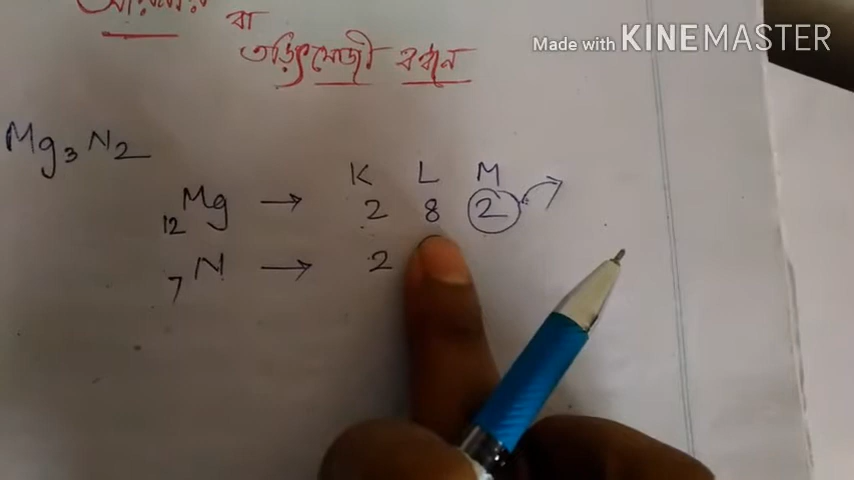 Made with KINEMASTER
বা
তড়িৎযোজী বন্ধন
Mg3N2
K L M
12Mg → 2 8 2
7N → 2